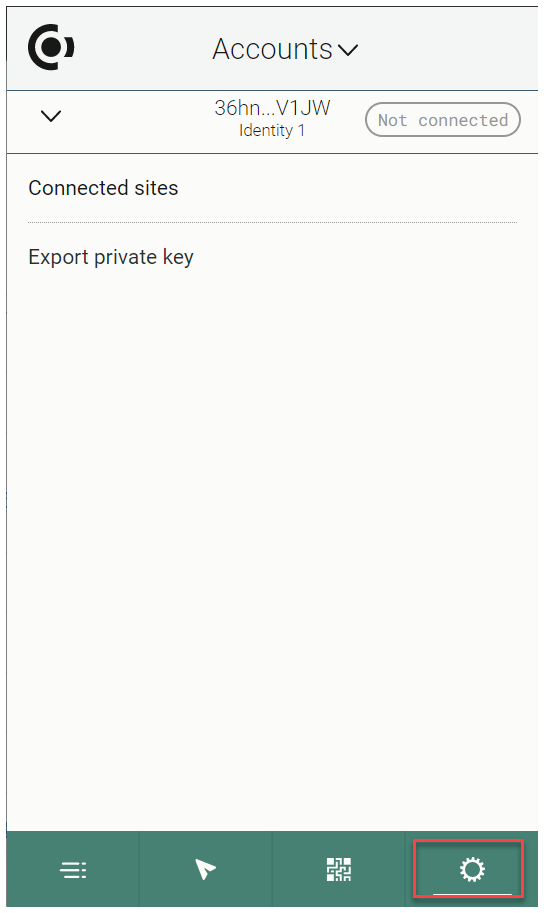 Accounts
36hn...V1JW
Identity 1
Not connected
Connected sites
Export private key